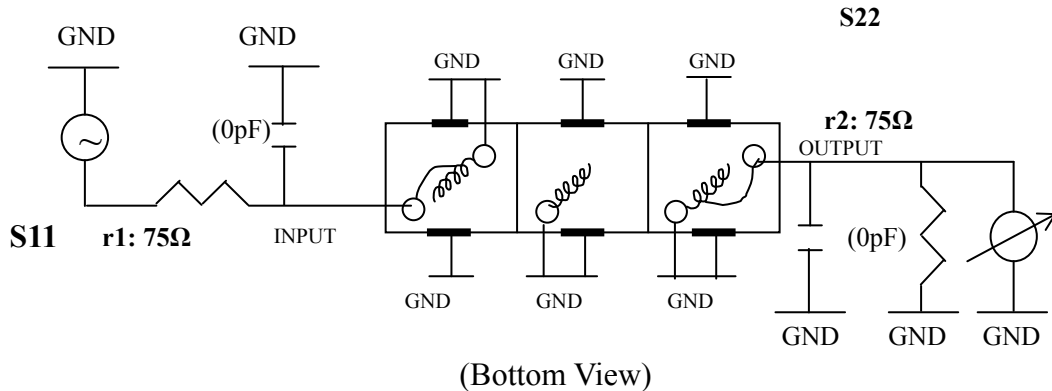 S22
GND
GND
GND
GND
GND
(0pF)
r2: 75Ω
OUTPUT
S11
r1: 75Ω
INPUT
(0pF)
GND
GND
GND
GND
GND
GND
(Bottom View)